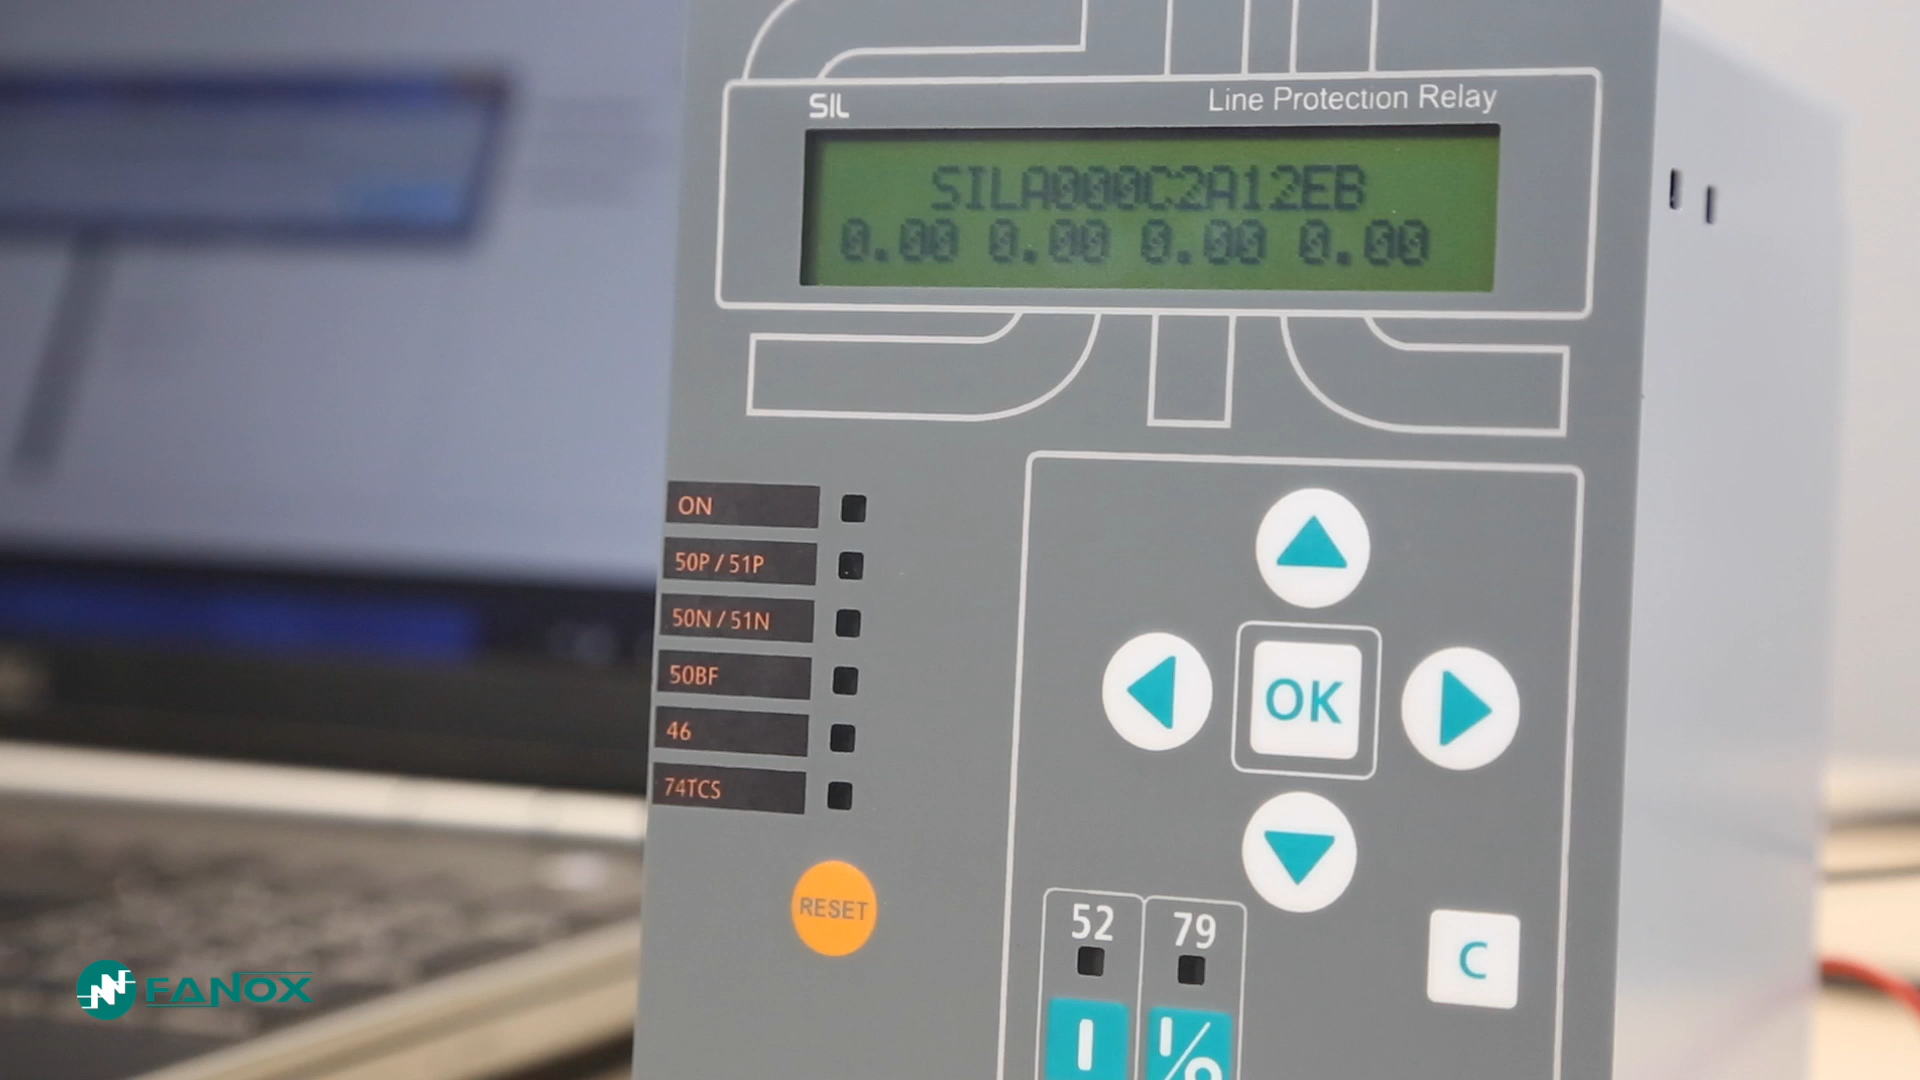 SIL
Line Protection Relay
SILA000C2A12EB
0.00 0.00 0.00 0.00
ON
50P / 51P
50N / 51N
50BF
46
74TCS
OK
RESET
52
79
C
I
I/O
FANOX